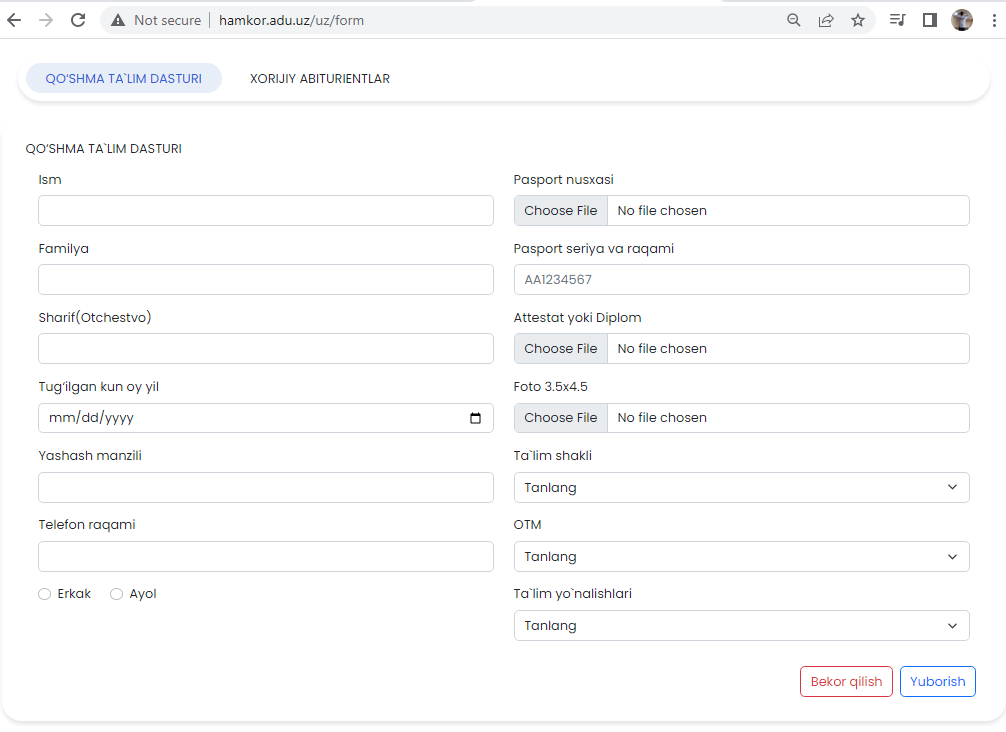 Not secure hamkor.adu.uz/uz/form
QO‘SHMA TA`LIM DASTURI XORIJIY ABITURIENTLAR
QO‘SHMA TA`LIM DASTURI
Ism
Familya
Sharif(Otchestvo)
Tug‘ilgan kun oy yil
mm/dd/yyyy
Yashash manzili
Telefon raqami
Erkak Ayol
Pasport nusxasi
Choose File No file chosen
Pasport seriya va raqami
AA1234567
Attestat yoki Diplom
Choose File No file chosen
Foto 3.5x4.5
Choose File No file chosen
Ta`lim shakli
Tanlang
OTM
Tanlang
Ta`lim yo`nalishlari
Tanlang
Bekor qilish Yuborish